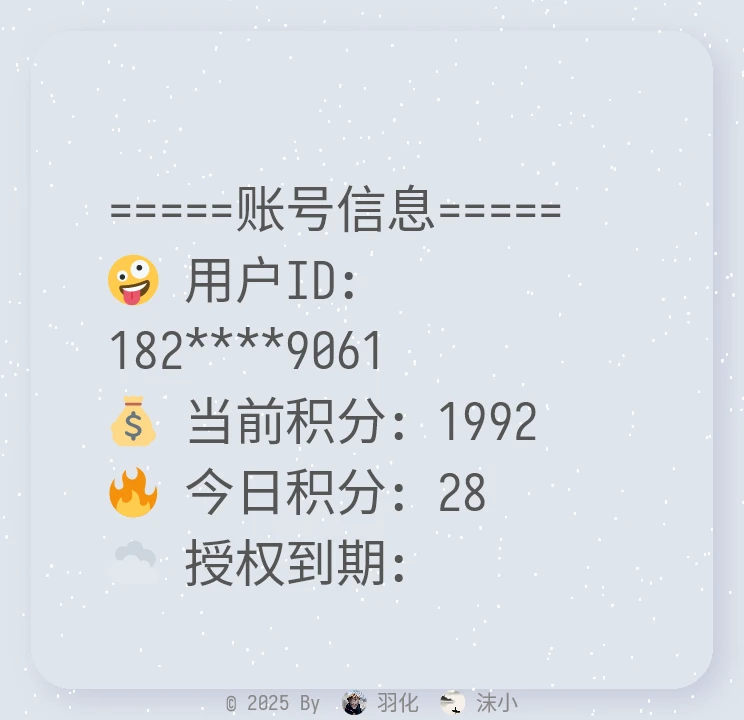 =====账号信息=====
🤪 用户ID:
182****9061
💰 当前积分: 1992
🔥 今日积分: 28
☁️ 授权到期:
© 2025 By 羽化 沫小